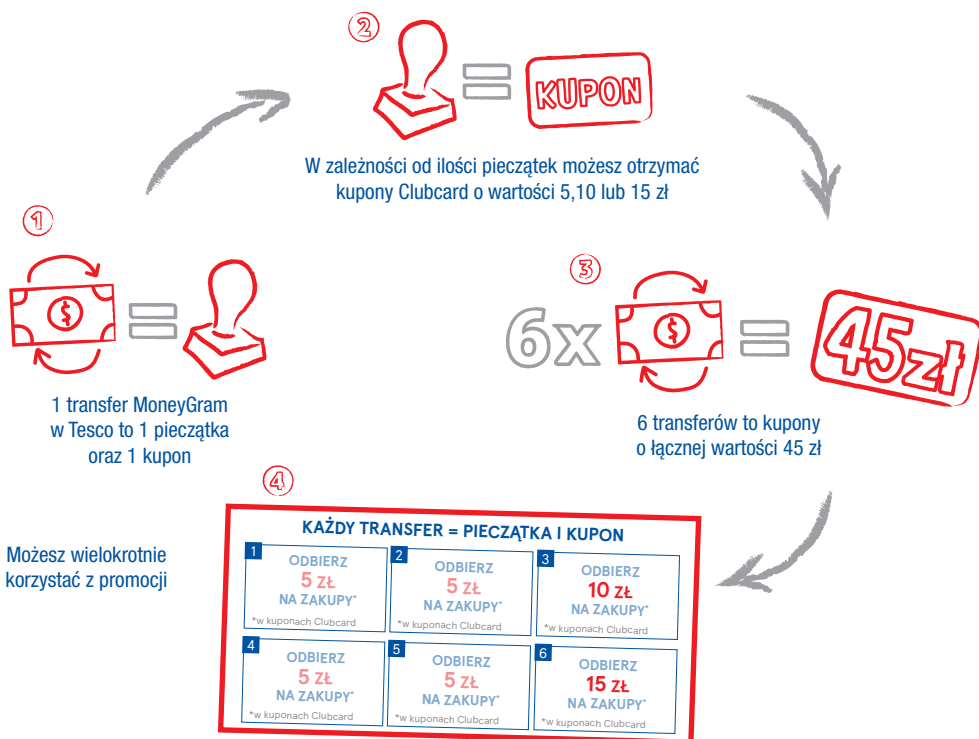 1
1 transfer MoneyGram
w Tesco to 1 pieczątka
oraz 1 kupon
2
KUPON
W zależności od ilości pieczątek możesz otrzymać
kupony Clubcard o wartości 5,10 lub 15 zł
3
6x
45zł
6 transferów to kupony
o łącznej wartości 45 zł
4
Możesz wielokrotnie
korzystać z promocji
KAŻDY TRANSFER = PIECZĄTKA I KUPON
1
ODBIERZ
5 ZŁ
NA ZAKUPY*
*w kuponach Clubcard
2
ODBIERZ
5 ZŁ
NA ZAKUPY*
*w kuponach Clubcard
3
ODBIERZ
10 ZŁ
NA ZAKUPY*
*w kuponach Clubcard
4
ODBIERZ
5 ZŁ
NA ZAKUPY*
*w kuponach Clubcard
5
ODBIERZ
5 ZŁ
NA ZAKUPY*
*w kuponach Clubcard
6
ODBIERZ
15 ZŁ
NA ZAKUPY*
*w kuponach Clubcard